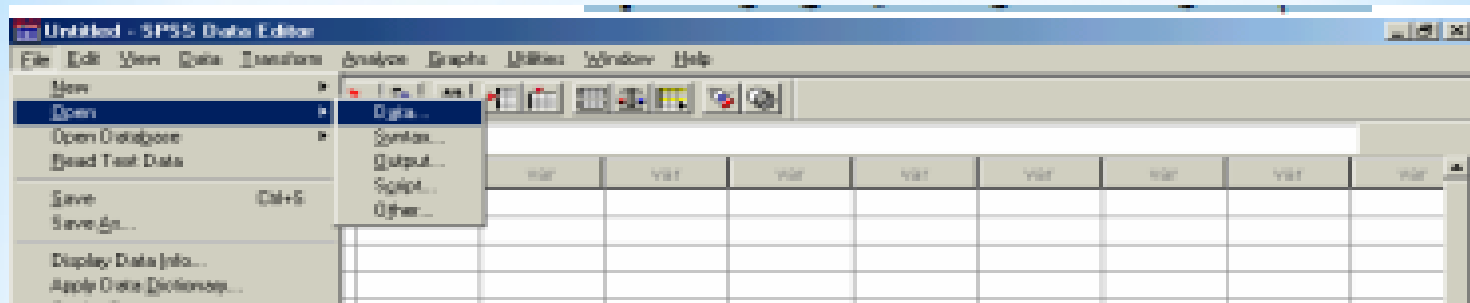 Untitled - SPSS Data Editor
File Edit View Data Transform Analyze Graphs Utilities Window Help
New
Open Data...
Open Database Syntax...
Read Text Data Output...
var var var var var var var var
Script...
Save Ctrl+S Other...
Save As...
Display Data Info...
Apply Data Dictionary...